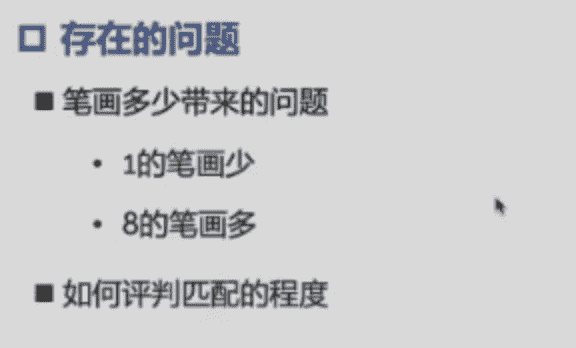 存在的问题
笔画多少带来的问题
• 1的笔画少
• 8的笔画多
如何评判匹配的程度